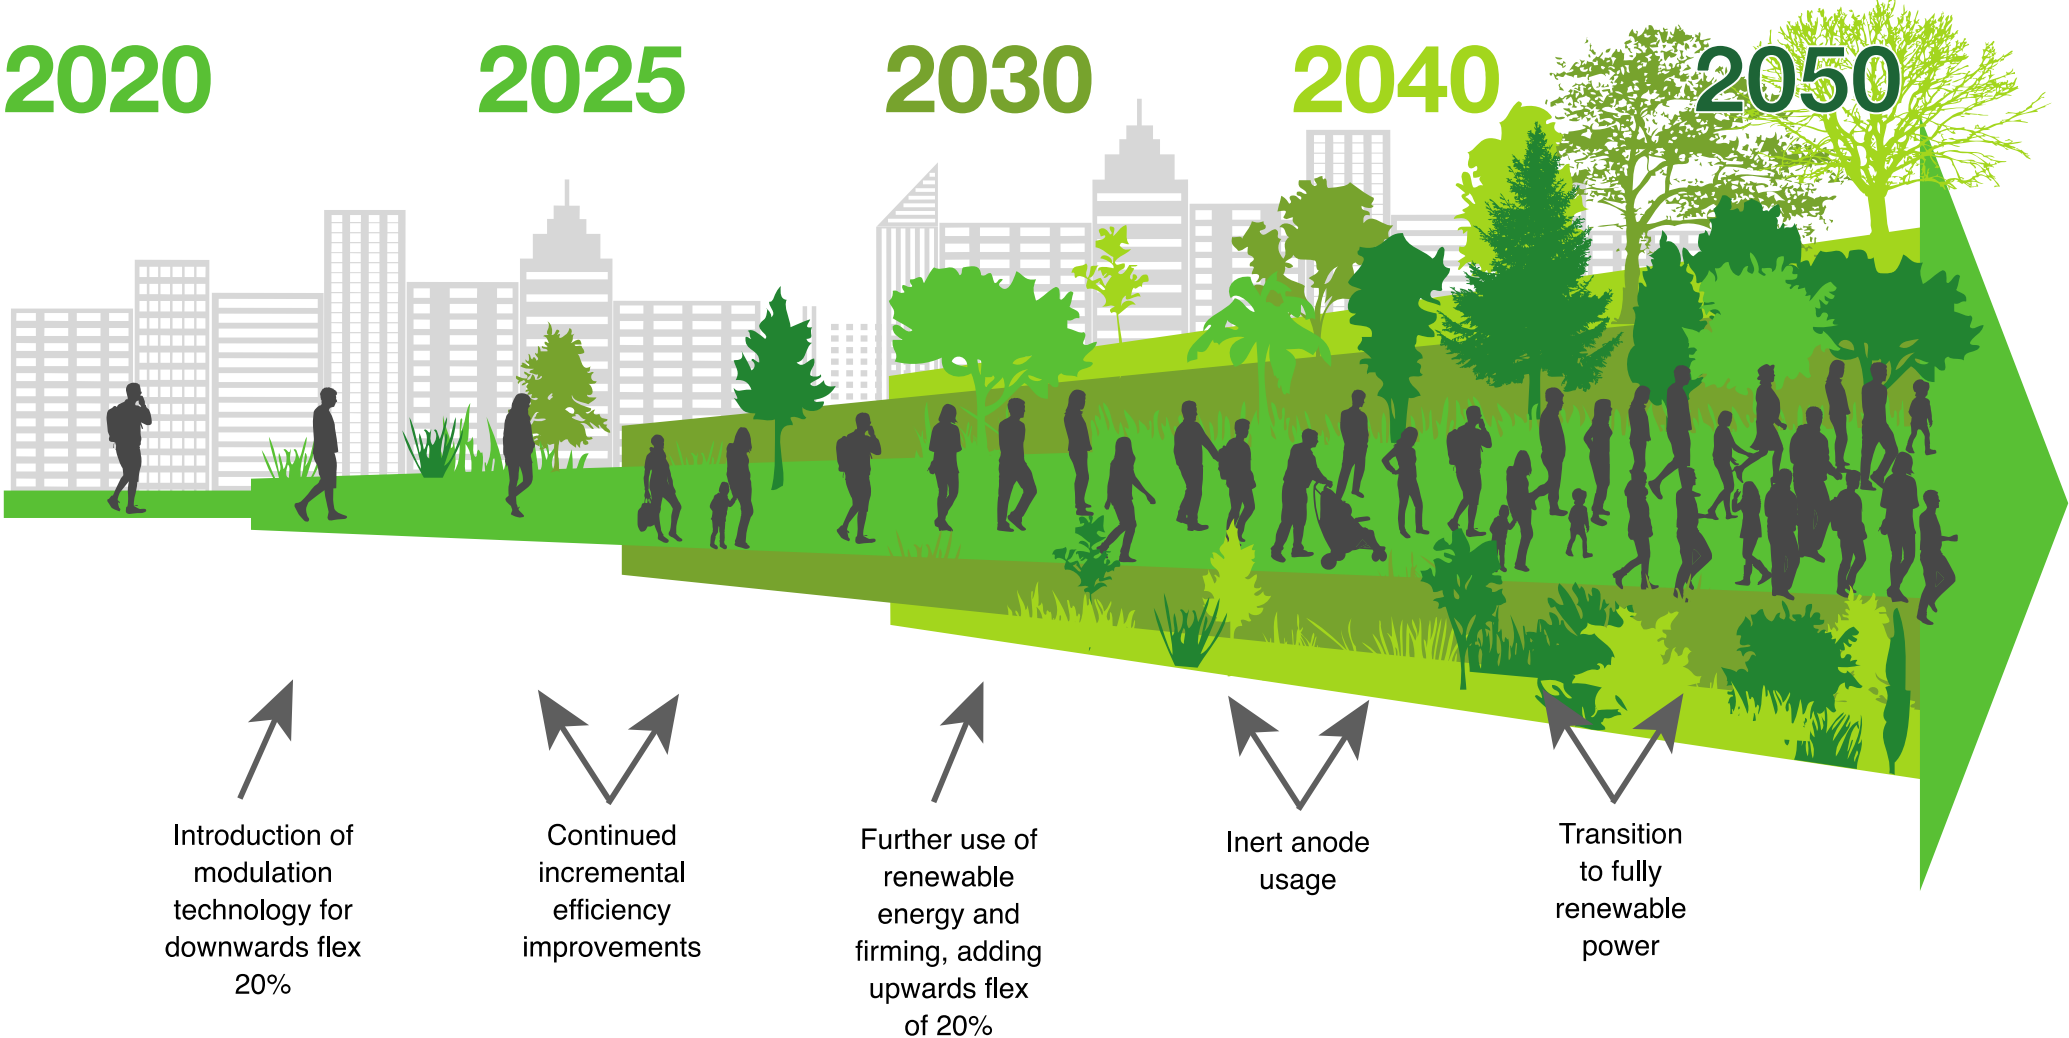 2020
2025
2030
2040
2050
Introduction of
modulation
technology for
downwards flex
20%
Continued
incremental
efficiency
improvements
Further use of
renewable
energy and
firming, adding
upwards flex
of 20%
Inert anode
usage
Transition
to fully
renewable
power